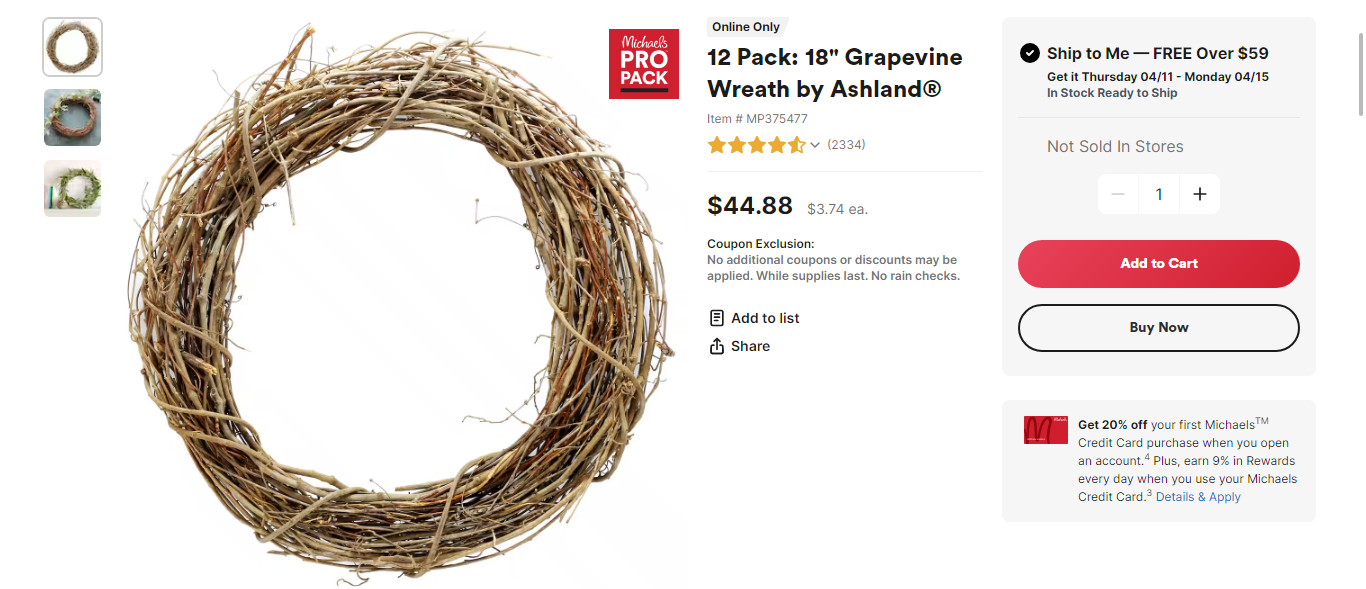 Michaels
PRO
PACK
Online Only
12 Pack: 18" Grapevine
Wreath by Ashland®
Item # MP375477
(2334)
$44.88 $3.74 ea.
Coupon Exclusion:
No additional coupons or discounts may be
applied. While supplies last. No rain checks.
Add to list
Share
Ship to Me — FREE Over $59
Get it Thursday 04/11 - Monday 04/15
In Stock Ready to Ship
Not Sold In Stores
— 1 +
Add to Cart
Buy Now
Get 20% off your first Michaels™
Credit Card purchase when you open
an account.⁴ Plus, earn 9% in Rewards
every day when you use your Michaels
Credit Card.³ Details & Apply